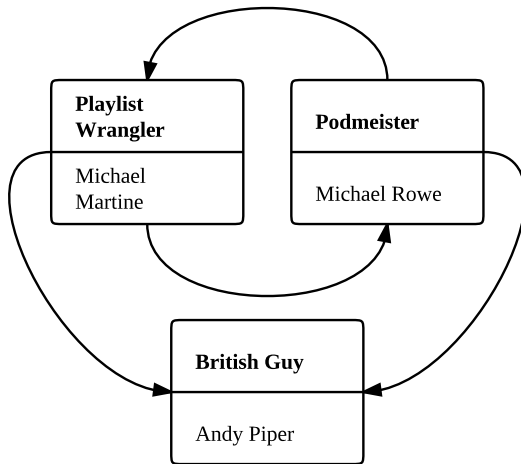 Playlist
Wrangler
Michael
Martine
Podmeister
Michael Rowe
British Guy
Andy Piper